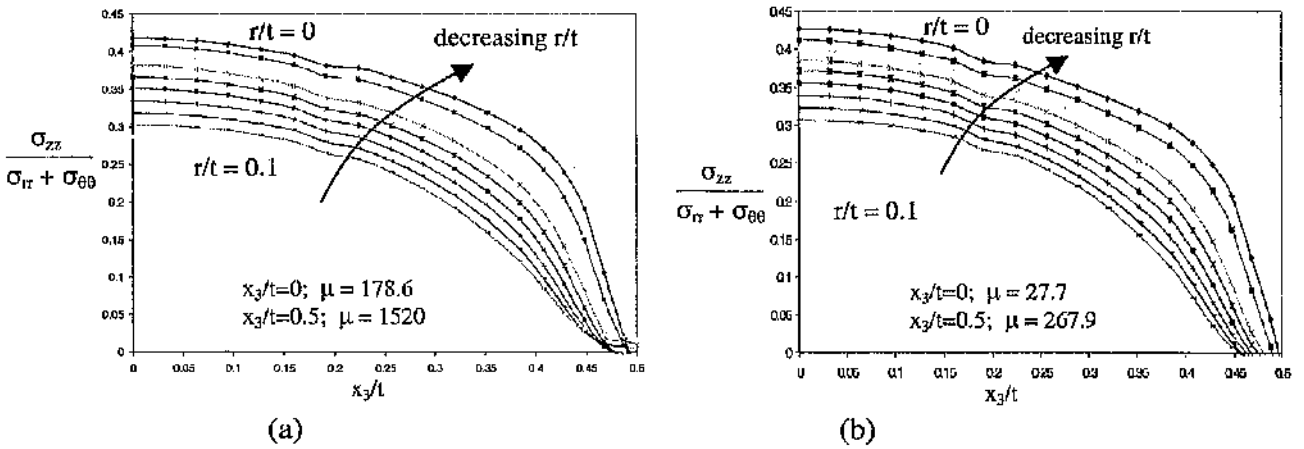 r/t = 0
decreasing r/t
σzz
σrr + σθθ
r/t = 0.1
x3/t=0; μ = 178.6
x3/t=0.5; μ = 1520
0.45
0.4
0.35
0.3
0.25
0.2
0.15
0.1
0.05
0
0 0.05 0.1 0.15 0.2 0.25 0.3 0.35 0.4 0.45 0.5
x3/t
(a)
r/t = 0
decreasing r/t
σzz
σrr + σθθ
r/t = 0.1
x3/t=0; μ = 27.7
x3/t=0.5; μ = 267.9
0.45
0.4
0.35
0.3
0.25
0.2
0.15
0.1
0.05
0
0 0.05 0.1 0.15 0.2 0.25 0.3 0.35 0.4 0.45 0.5
x3/t
(b)